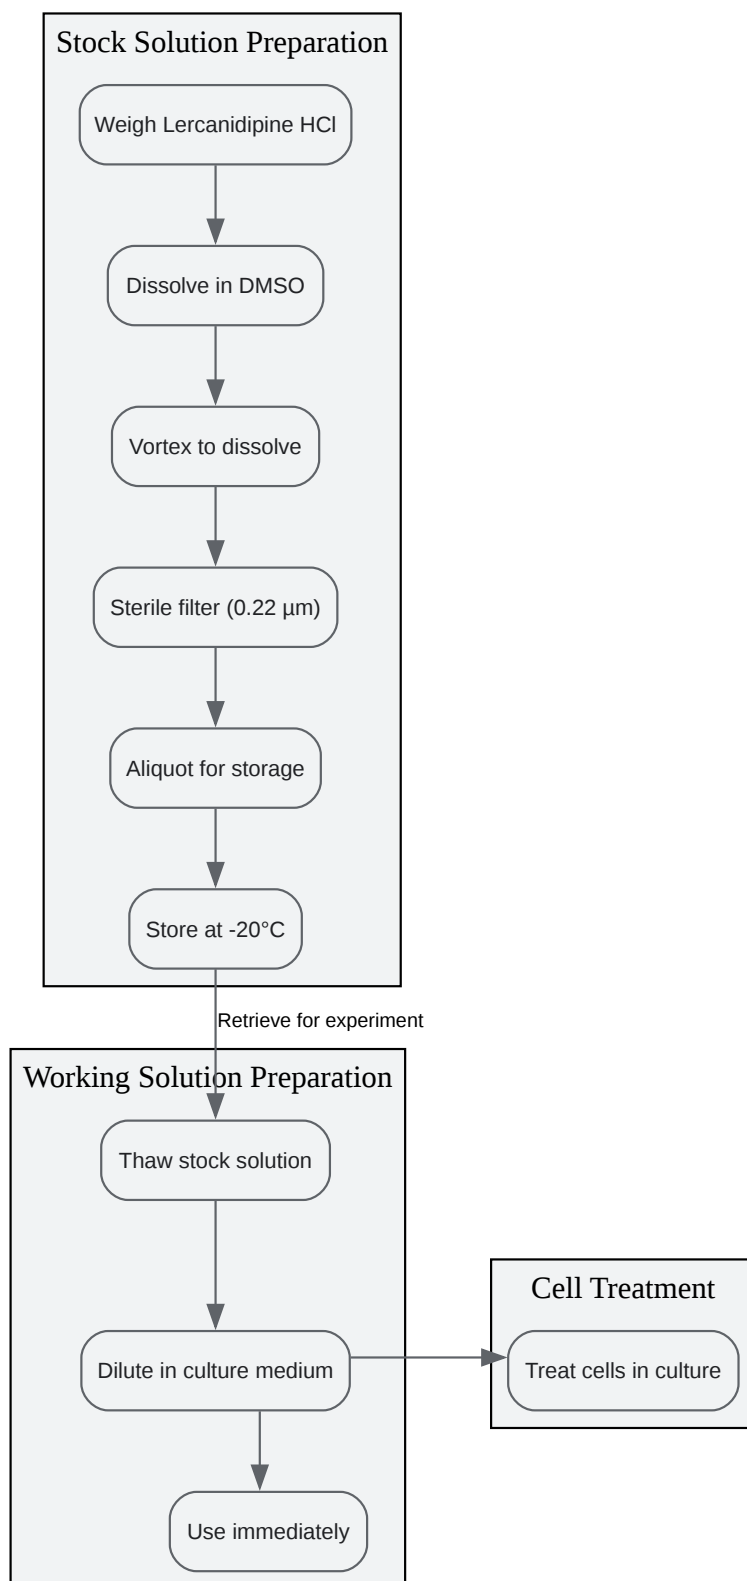 Stock Solution Preparation
Weigh Lercanidipine HCl
Dissolve in DMSO
Vortex to dissolve
Sterile filter (0.22 µm)
Aliquot for storage
Store at -20°C
Retrieve for experiment
Working Solution Preparation
Thaw stock solution
Cell Treatment
Dilute in culture medium
Treat cells in culture
Use immediately